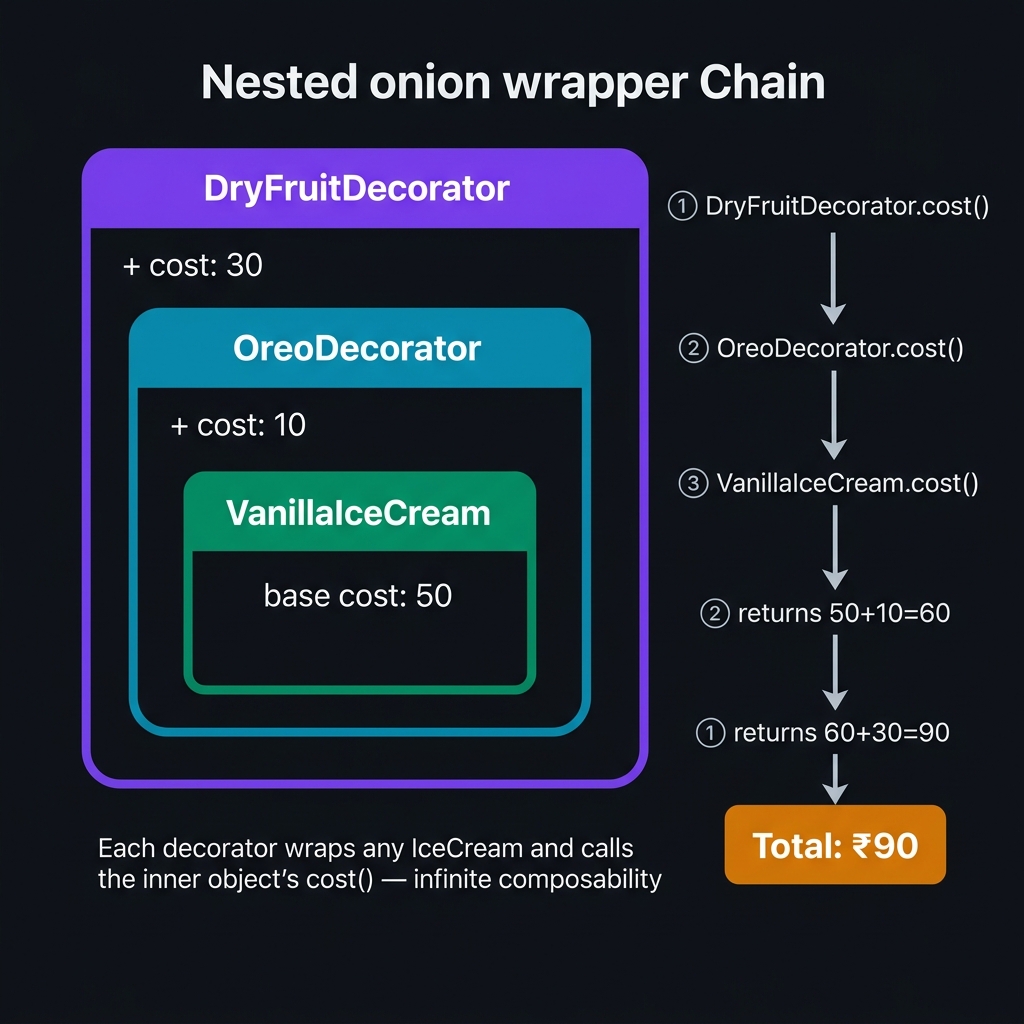 Nested onion wrapper Chain
DryFruitDecorator
+ cost: 30
OreoDecorator
+ cost: 10
VanillaIceCream
base cost: 50
① DryFruitDecorator.cost()
② OreoDecorator.cost()
③ VanillaIceCream.cost()
② returns 50+10=60
① returns 60+30=90
Total: ₹90
Each decorator wraps any IceCream and calls
the inner object’s cost() — infinite composability